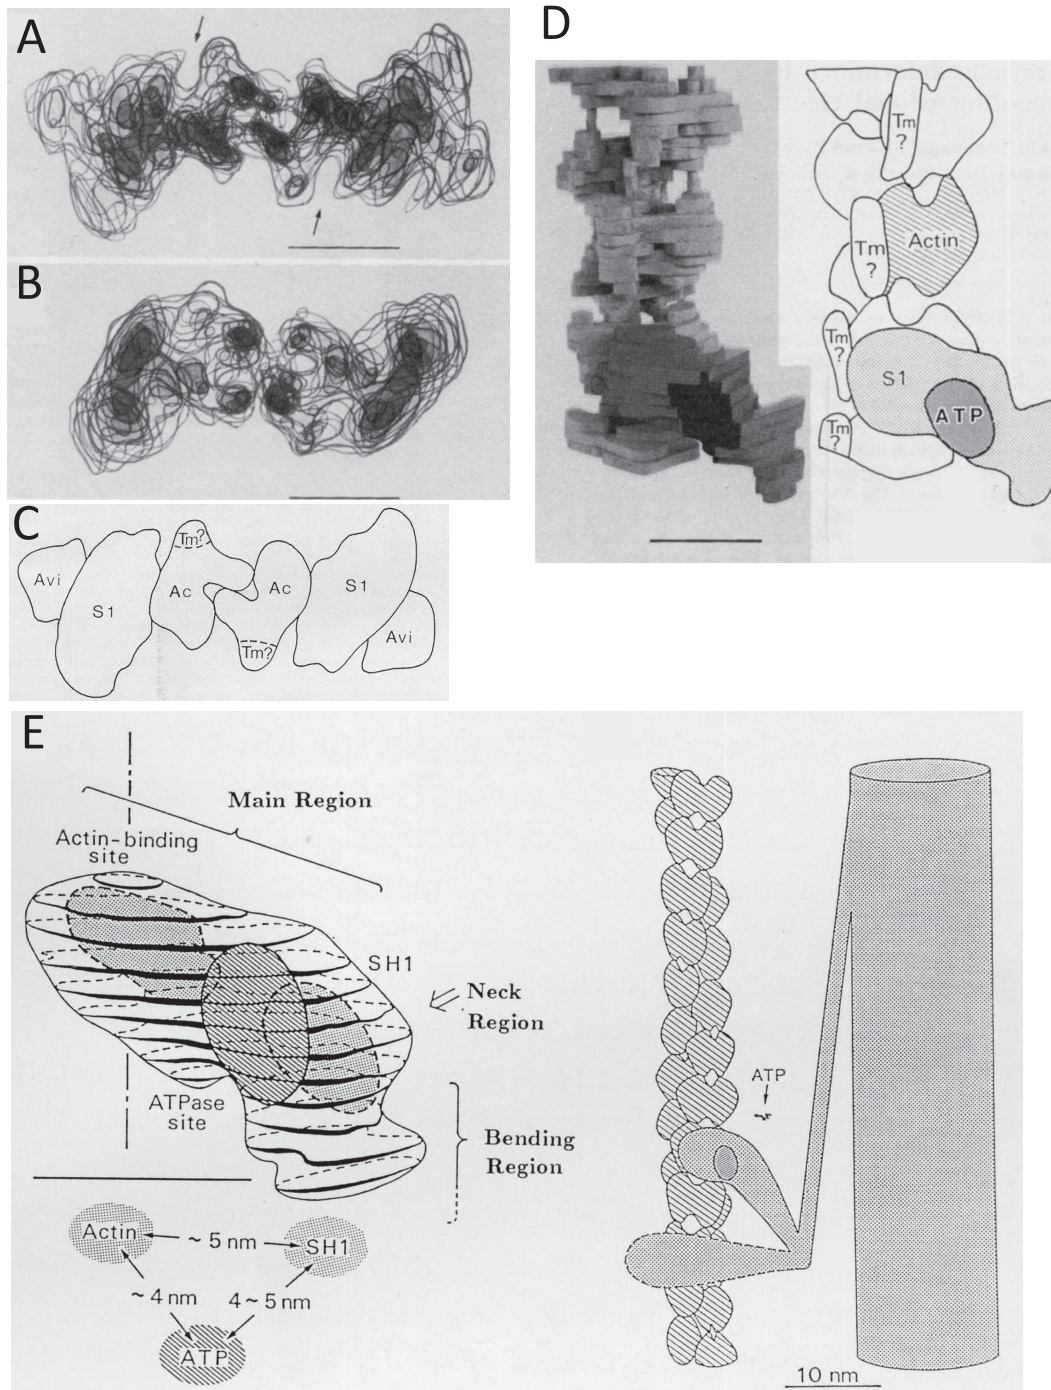 A
B
C
Avi
S1
Tm?
Ac
Ac
Tm?
S1
Avi
D
Tm
?
Tm
?
Actin
Tm
?
S1
ATP
Tm
?
E
Main Region
Actin-binding
site
SH1
Neck
Region
ATPase
site
Bending
Region
Actin
~ 5 nm
SH1
~ 4 nm
4 ~ 5 nm
ATP
ATP
10 nm